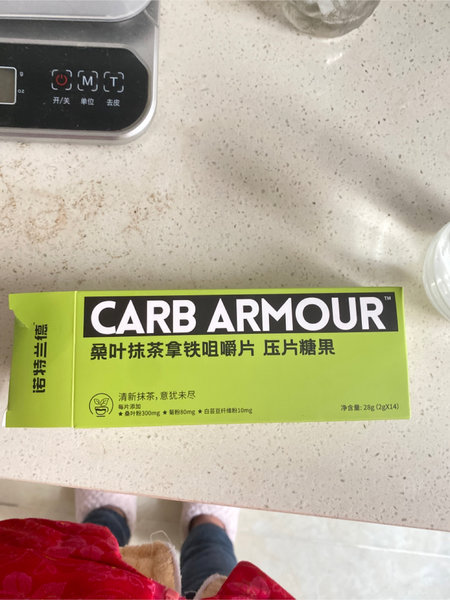 g
oz
M
T
开/关
单位
去皮
诺特兰德
CARB ARMOUR™
桑叶抹茶拿铁咀嚼片 压片糖果
清新抹茶,意犹未尽
每片添加
★桑叶粉300mg ★菊粉80mg ★白芸豆纤维粉10mg
净含量: 28g (2gX14)